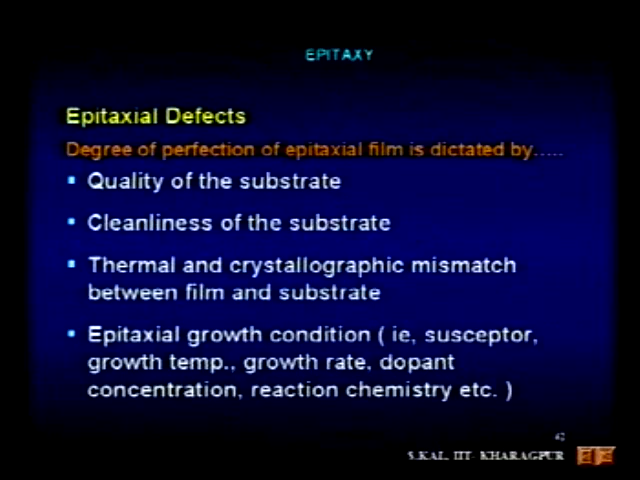 EPITAXY
Epitaxial Defects
Degree of perfection of epitaxial film is dictated by.....
▪ Quality of the substrate
▪ Cleanliness of the substrate
▪ Thermal and crystallographic mismatch
between film and substrate
▪ Epitaxial growth condition ( ie, susceptor,
growth temp., growth rate, dopant
concentration, reaction chemistry etc. )
S.KAL, IIT- KHARAGPUR